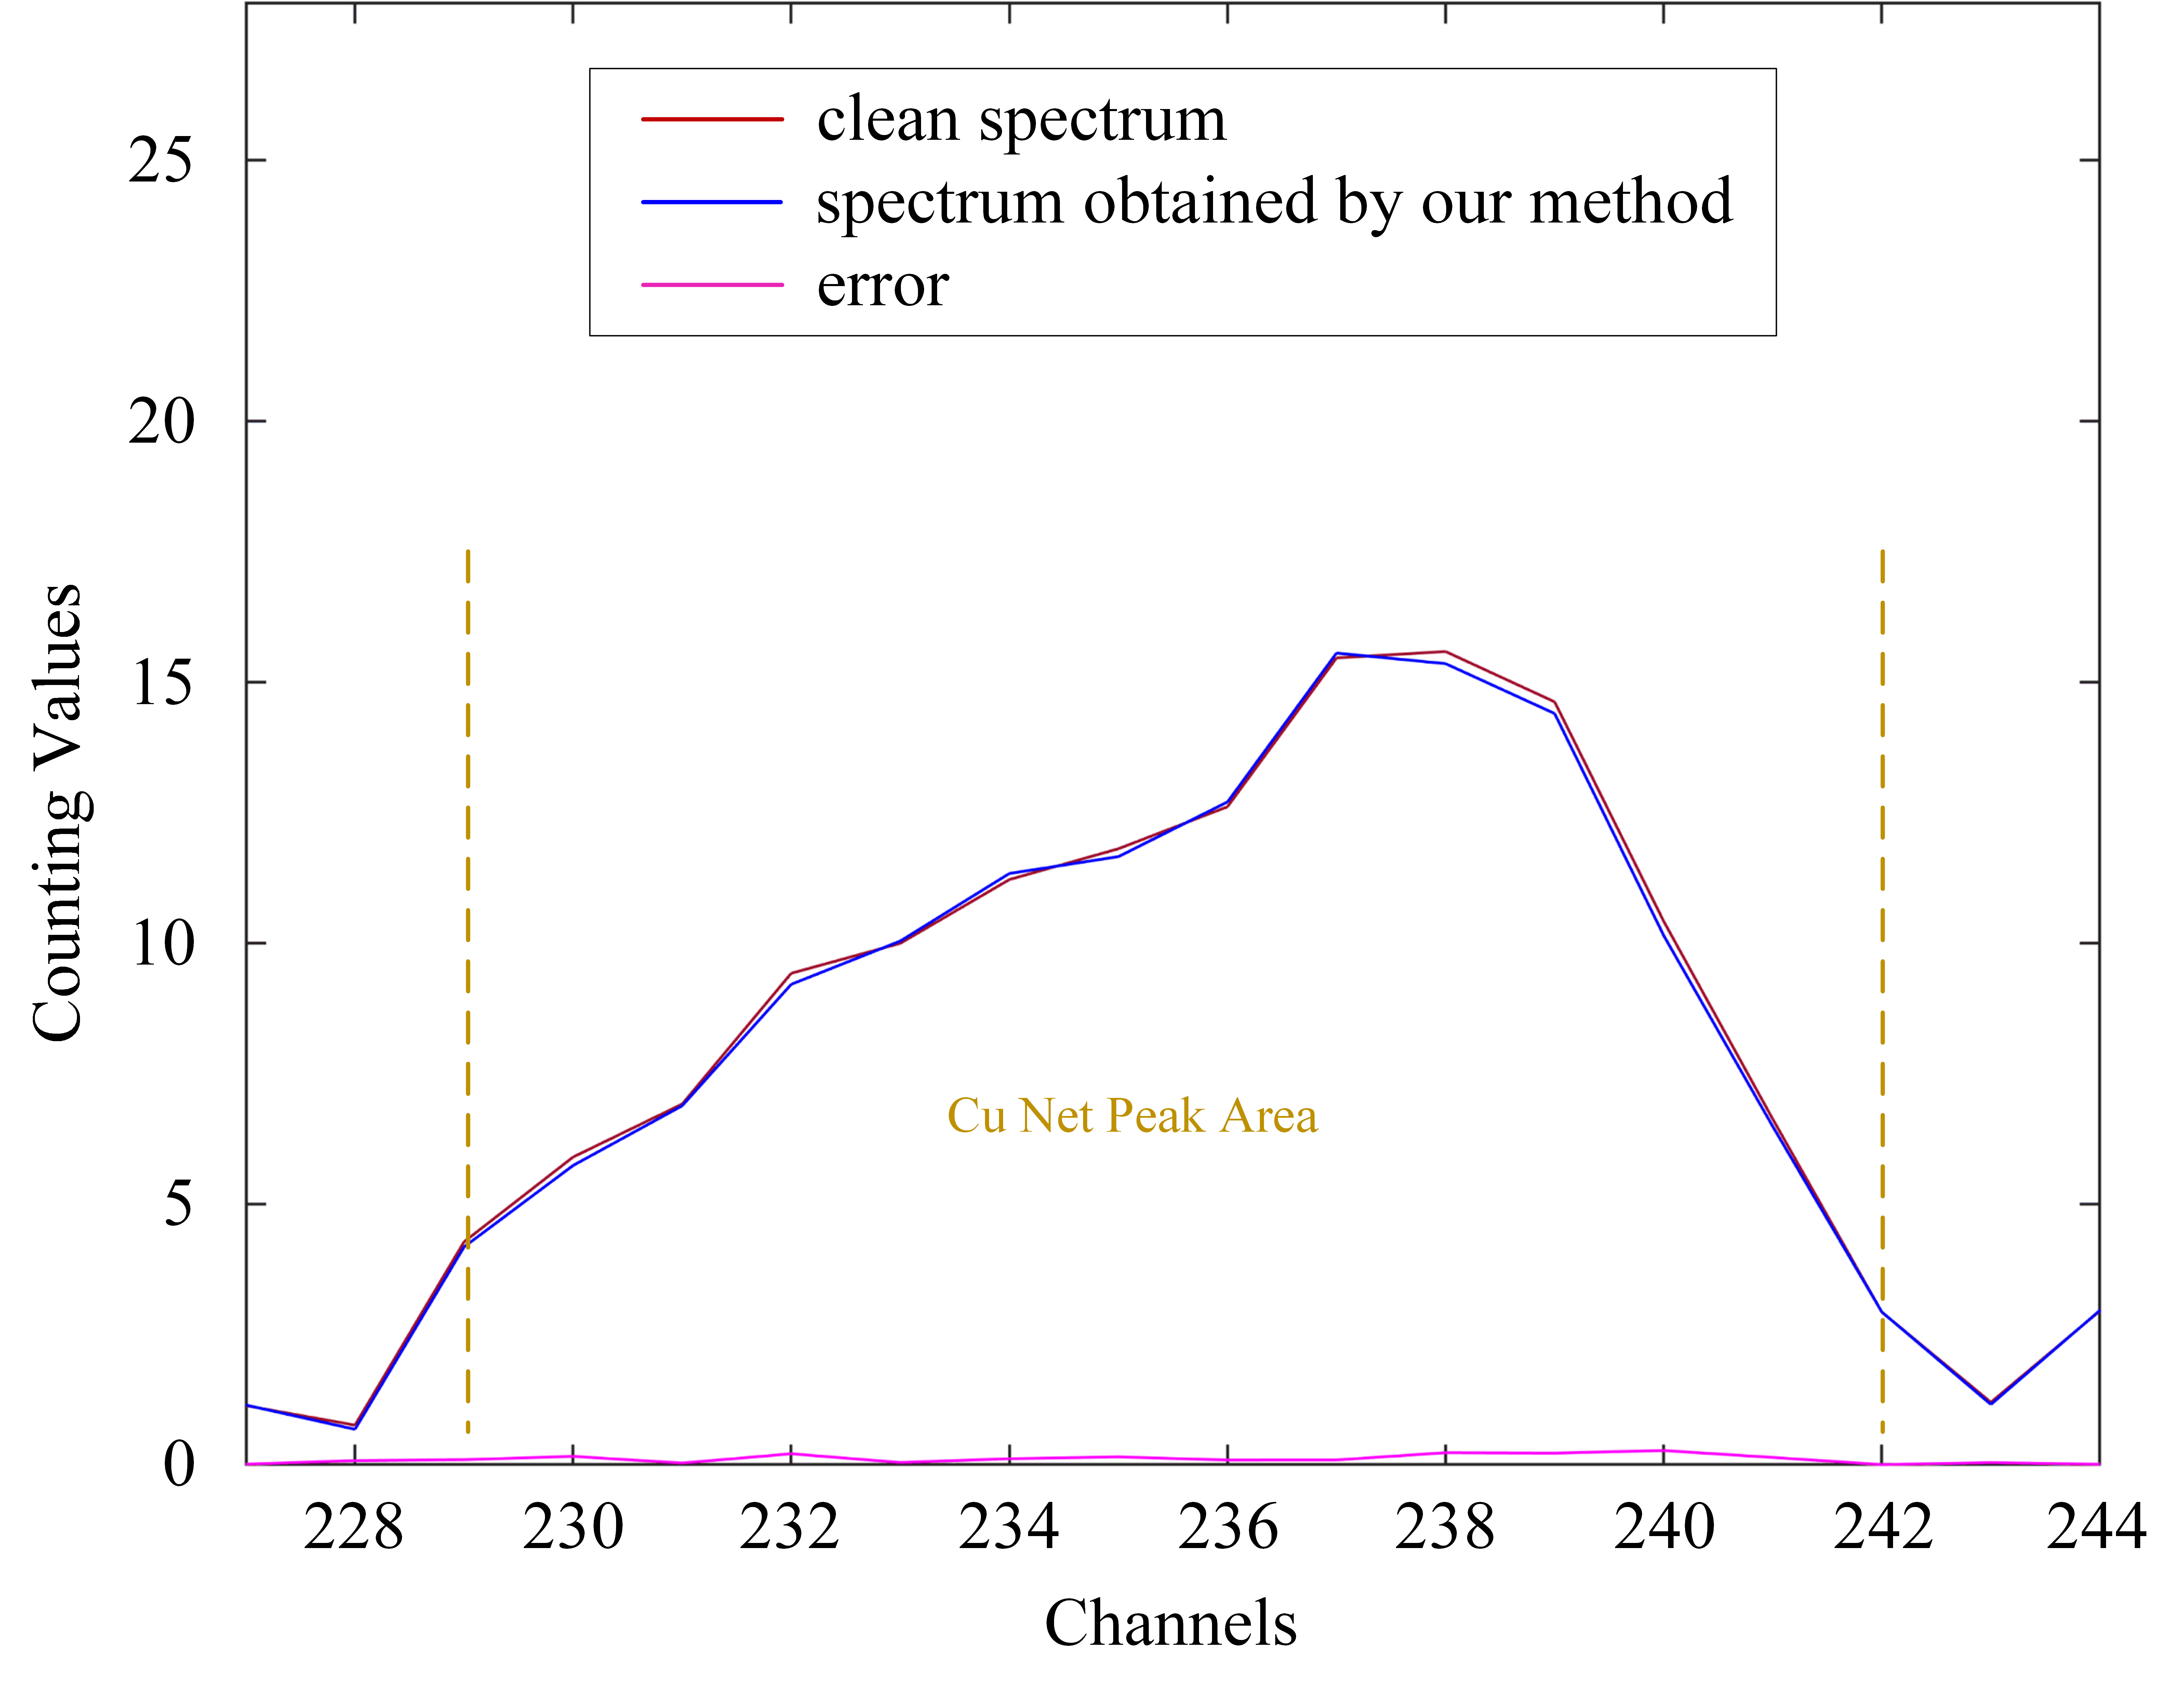 clean spectrum
spectrum obtained by our method
error
25
20
15
10
5
0
Counting Values
Cu Net Peak Area
228 230 232 234 236 238 240 242 244
Channels